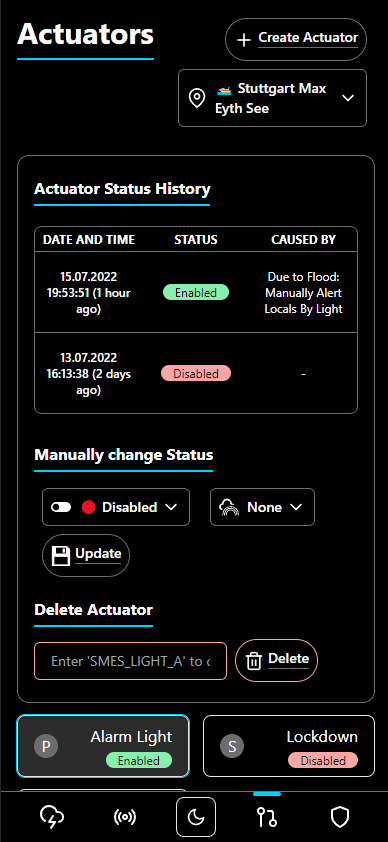 Actuators
Create Actuator
Stuttgart Max
Eyth See
Actuator Status History
DATE AND TIME STATUS CAUSED BY
15.07.2022
19:53:51 (1 hour
ago)
Enabled
Due to Flood:
Manually Alert
Locals By Light
13.07.2022
16:13:38 (2 days
ago)
Disabled
-
Manually change Status
Disabled
None
Update
Delete Actuator
Enter 'SMES_LIGHT_A' to c
Delete
P
Alarm Light
Enabled
S
Lockdown
Disabled